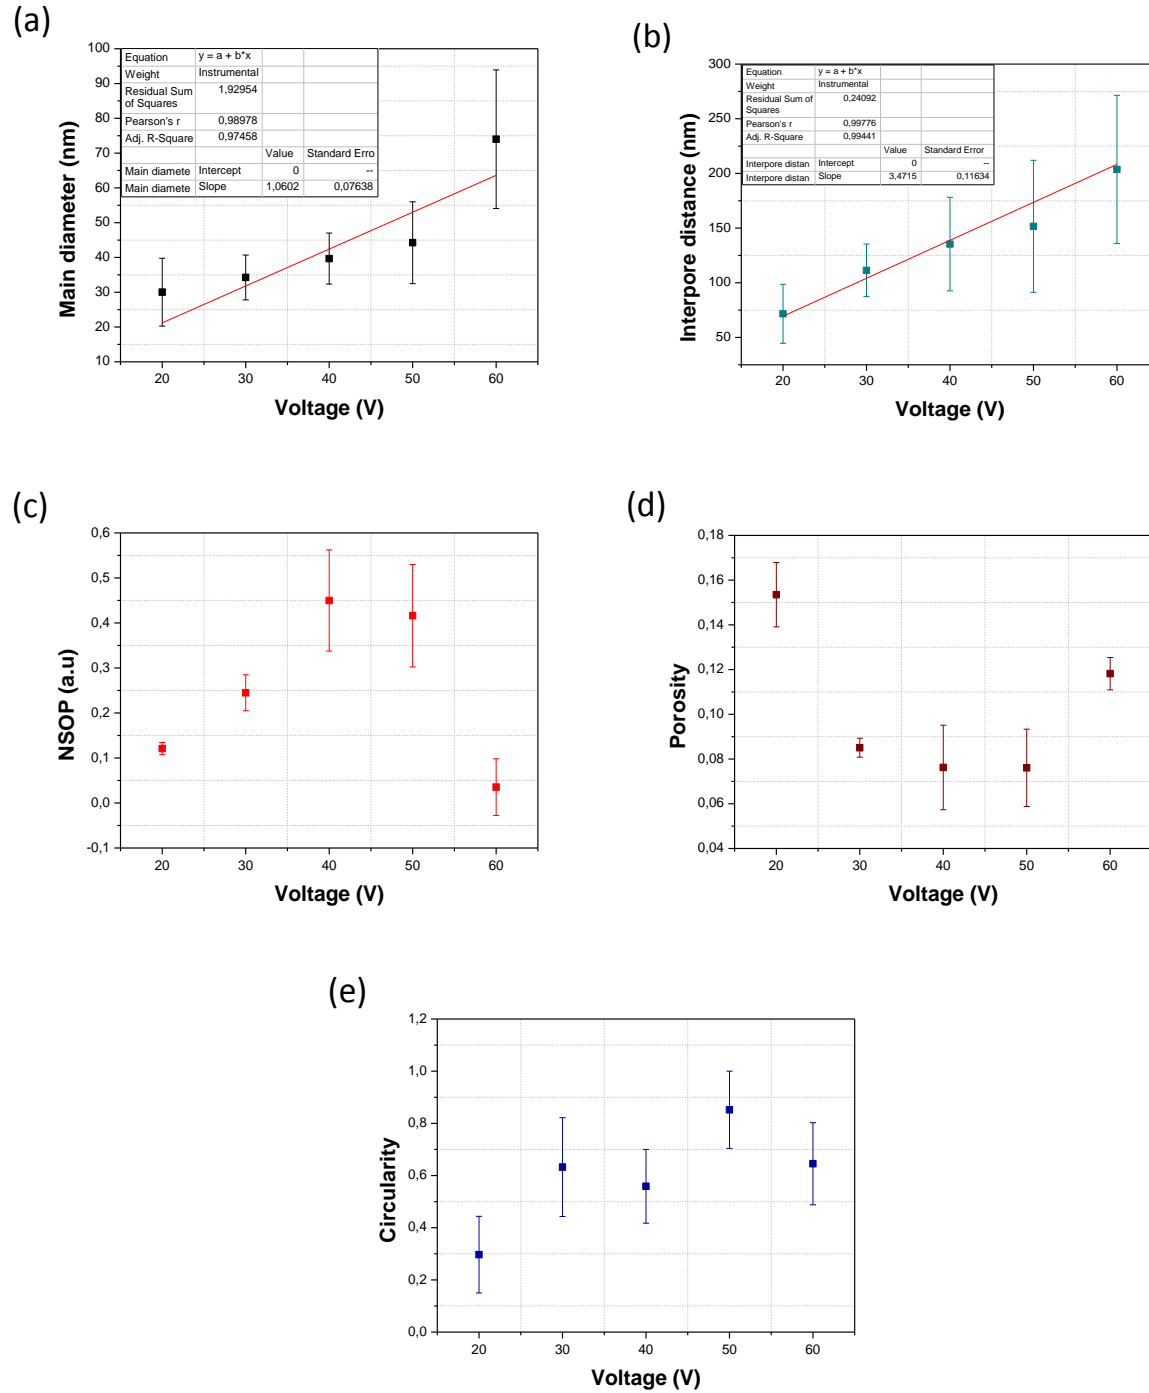 (a)
Equation y = a + b*x
Weight Instrumental
Residual Sum of Squares 1,92954
Pearson's r 0,98978
Adj. R-Square 0,97458
Value Standard Erro
Main diamete Intercept 0 --
Main diamete Slope 1,0602 0,07638
100
90
80
70
60
50
40
30
20
10
Main diameter (nm)
20 30 40 50 60
Voltage (V)
(b)
Equation y = a + b*x
Weight Instrumental
Residual Sum of Squares 0,24092
Pearson's r 0,99776
Adj. R-Square 0,99441
Value Standard Error
Interpore distan Intercept 0 --
Interpore distan Slope 3,4715 0,11634
300
250
200
150
100
50
Interpore distance (nm)
20 30 40 50 60
Voltage (V)
(c)
0,6
0,5
0,4
0,3
0,2
0,1
0,0
-0,1
NSOP (a.u)
20 30 40 50 60
Voltage (V)
(d)
0,18
0,16
0,14
0,12
0,10
0,08
0,06
0,04
Porosity
20 30 40 50 60
Voltage (V)
(e)
1,2
1,0
0,8
0,6
0,4
0,2
0,0
Circularity
20 30 40 50 60
Voltage (V)